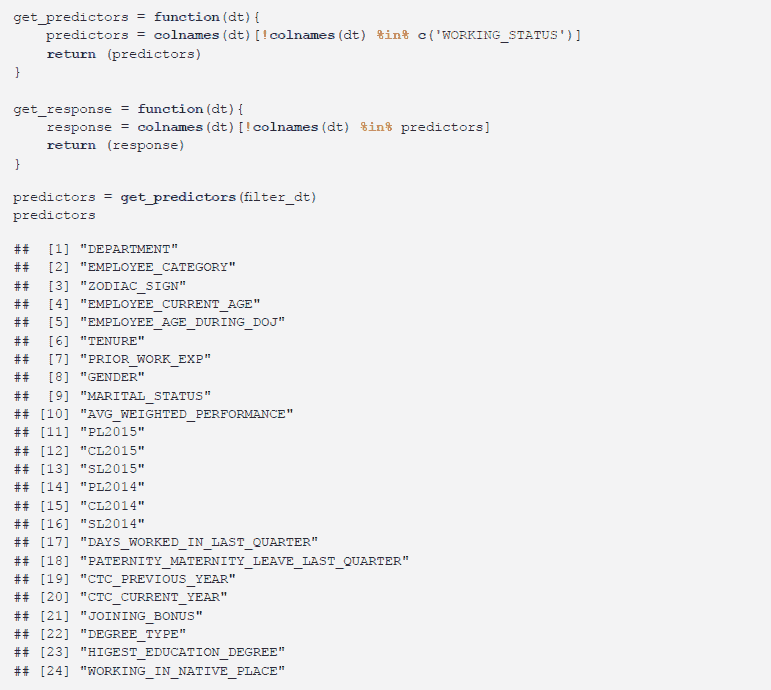 get_predictors = function(dt){
    predictors = colnames(dt)[!colnames(dt) %in% c('WORKING_STATUS')]
    return (predictors)
}
get_response = function(dt){
    response = colnames(dt)[!colnames(dt) %in% predictors]
    return (response)
}
predictors = get_predictors(filter_dt)
predictors
##  [1] "DEPARTMENT"
##  [2] "EMPLOYEE_CATEGORY"
##  [3] "ZODIAC_SIGN"
##  [4] "EMPLOYEE_CURRENT_AGE"
##  [5] "EMPLOYEE_AGE_DURING_DOJ"
##  [6] "TENURE"
##  [7] "PRIOR_WORK_EXP"
##  [8] "GENDER"
##  [9] "MARITAL_STATUS"
## [10] "AVG_WEIGHTED_PERFORMANCE"
## [11] "PL2015"
## [12] "CL2015"
## [13] "SL2015"
## [14] "PL2014"
## [15] "CL2014"
## [16] "SL2014"
## [17] "DAYS_WORKED_IN_LAST_QUARTER"
## [18] "PATERNITY_MATERNITY_LEAVE_LAST_QUARTER"
## [19] "CTC_PREVIOUS_YEAR"
## [20] "CTC_CURRENT_YEAR"
## [21] "JOINING_BONUS"
## [22] "DEGREE_TYPE"
## [23] "HIGEST_EDUCATION_DEGREE"
## [24] "WORKING_IN_NATIVE_PLACE"